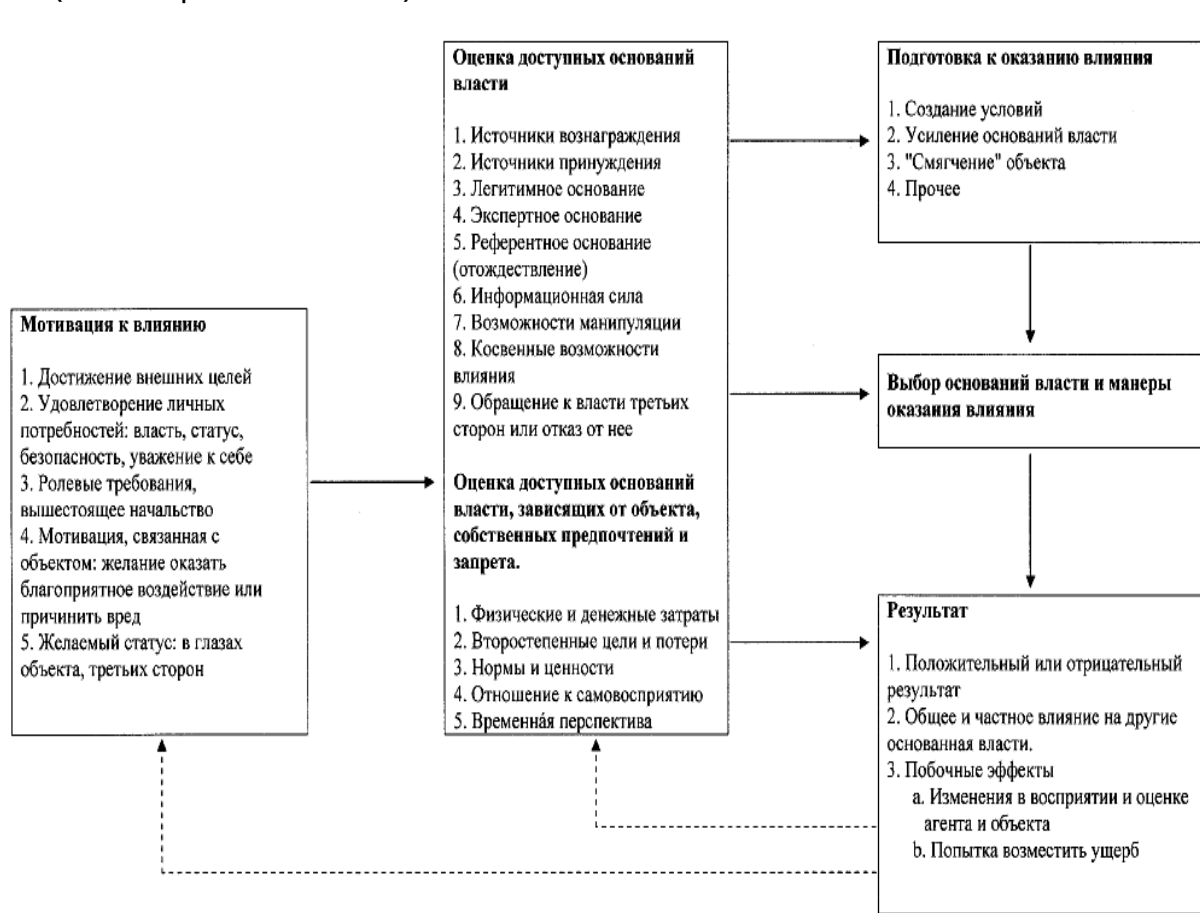 Мотивация к влиянию
1. Достижение внешних целей
2. Удовлетворение личных
потребностей: власть, статус,
безопасность, уважение к себе
3. Ролевые требования,
вышестоящее начальство
4. Мотивация, связанная с
объектом: желание оказать
благоприятное воздействие или
причинить вред
5. Желаемый статус: в глазах
объекта, третьих сторон
Оценка доступных оснований
власти
1. Источники вознаграждения
2. Источники принуждения
3. Легитимное основание
4. Экспертное основание
5. Референтное основание
(отождествление)
6. Информационная сила
7. Возможности манипуляции
8. Косвенные возможности
влияния
9. Обращение к власти третьих
сторон или отказ от нее
Оценка доступных оснований
власти, зависящих от объекта,
собственных предпочтений и
запрета.
1. Физические и денежные затраты
2. Второстепенные цели и потери
3. Нормы и ценности
4. Отношение к самовосприятию
5. Временна́я перспектива
Подготовка к оказанию влияния
1. Создание условий
2. Усиление оснований власти
3. "Смягчение" объекта
4. Прочее
Выбор оснований власти и манеры
оказания влияния
Результат
1. Положительный или отрицательный
результат
2. Общее и частное влияние на другие
основанная власти.
3. Побочные эффекты
a. Изменения в восприятии и оценке
агента и объекта
b. Попытка возместить ущерб